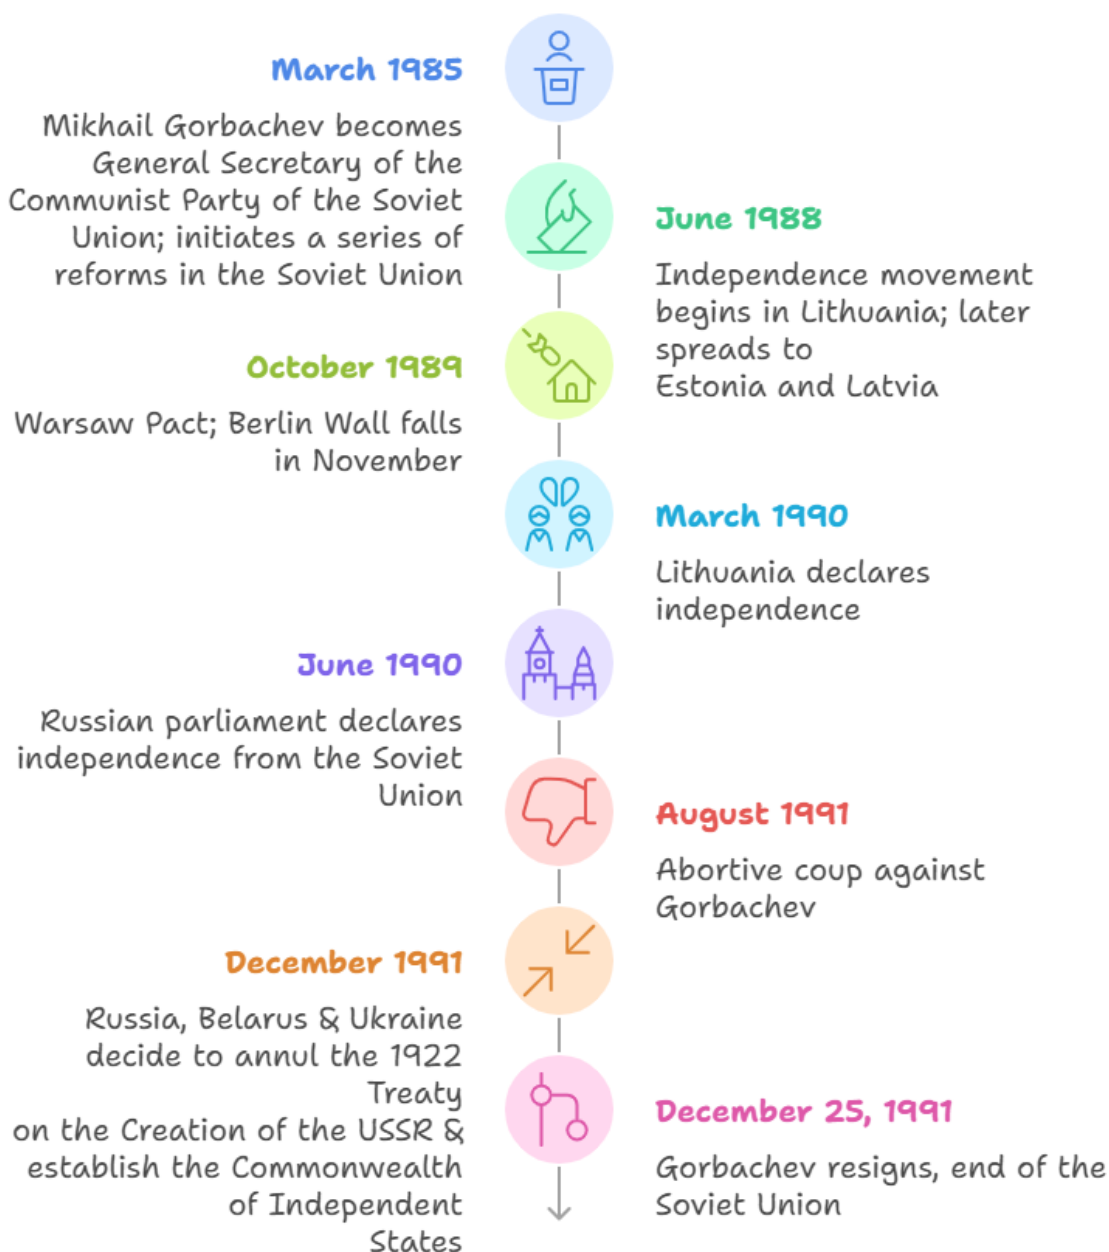 March 1985
Mikhail Gorbachev becomes
General Secretary of the
Communist Party of the Soviet
Union; initiates a series of
reforms in the Soviet Union
June 1988
Independence movement
begins in Lithuania; later
spreads to
Estonia and Latvia
October 1989
Warsaw Pact; Berlin Wall falls
in November
March 1990
Lithuania declares
independence
June 1990
Russian parliament declares
independence from the Soviet
Union
August 1991
Abortive coup against
Gorbachev
December 1991
Russia, Belarus & Ukraine
decide to annul the 1922
Treaty
on the Creation of the USSR &
establish the Commonwealth
of Independent
States
December 25, 1991
Gorbachev resigns, end of the
Soviet Union